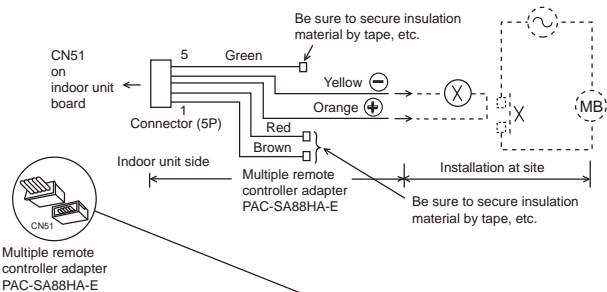 Be sure to secure insulation
material by tape, etc.
CN51
on
indoor unit
board
5
Green
Yellow ⊖
Orange ⊕
1
Connector (5P)
Red
Brown
X
X
MB
Indoor unit side
Multiple remote
controller adapter
PAC-SA88HA-E
Installation at site
Be sure to secure insulation
material by tape, etc.
CN51
Multiple remote
controller adapter
PAC-SA88HA-E